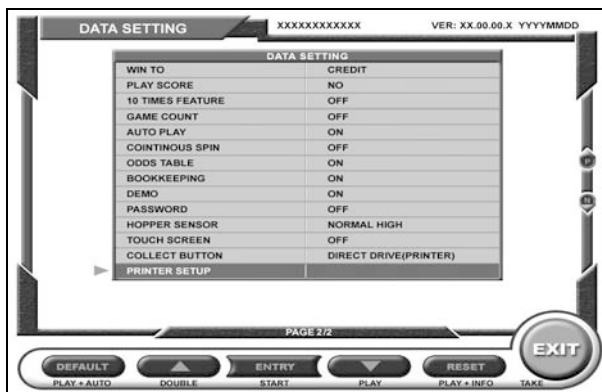 DATA SETTING XXXXXXXXXXXX VER: XX.00.00.X YYYYMMDD
DATA SETTING
WIN TO CREDIT
PLAY SCORE NO
10 TIMES FEATURE OFF
GAME COUNT OFF
AUTO PLAY ON
COINTINOUS SPIN OFF
ODDS TABLE ON
BOOKKEEPING ON
DEMO ON
PASSWORD OFF
HOPPER SENSOR NORMAL HIGH
TOUCH SCREEN OFF
COLLECT BUTTON DIRECT DRIVE(PRINTER)
PRINTER SETUP
P
N
PAGE 2/2
DEFAULT ENTRY RESET EXIT
PLAY + AUTO DOUBLE START PLAY PLAY + INFO TAKE